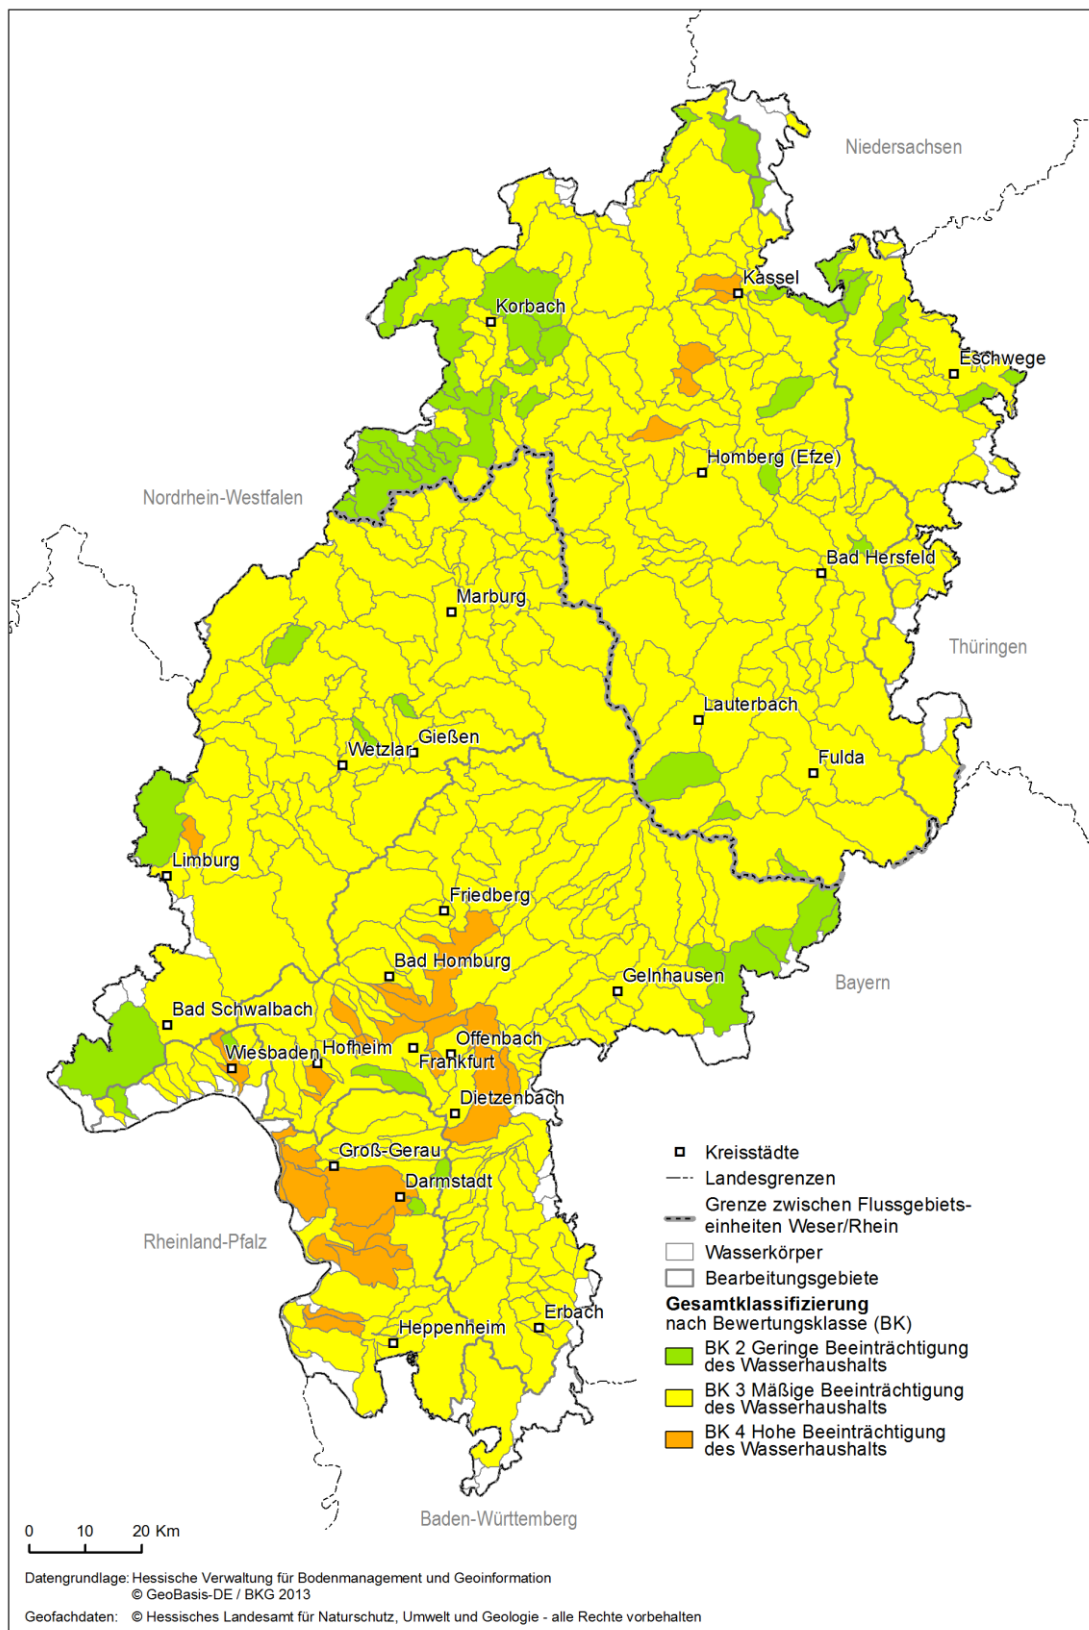 Niedersachsen
Kassel
Korbach
Eschwege
Homberg (Efze)
Nordrhein-Westfalen
Bad Hersfeld
Marburg
Thüringen
Lauterbach
Gießen
Wetzlar
Fulda
Limburg
Friedberg
Bad Homburg
Gelnhausen
Bayern
Bad Schwalbach
Offenbach
Hofheim
Frankfurt
Wiesbaden
Dietzenbach
Groß-Gerau
Darmstadt
Rheinland-Pfalz
Erbach
Heppenheim
Baden-Württemberg
Kreisstädte
Landesgrenzen
Grenze zwischen Flussgebiets-
einheiten Weser/Rhein
Wasserkörper
Bearbeitungsgebiete
Gesamtklassifizierung
nach Bewertungsklasse (BK)
BK 2 Geringe Beeinträchtigung
des Wasserhaushalts
BK 3 Mäßige Beeinträchtigung
des Wasserhaushalts
BK 4 Hohe Beeinträchtigung
des Wasserhaushalts
0 10 20 Km
Datengrundlage: Hessische Verwaltung für Bodenmanagement und Geoinformation
© GeoBasis-DE / BKG 2013
Geofachdaten: © Hessisches Landesamt für Naturschutz, Umwelt und Geologie - alle Rechte vorbehalten